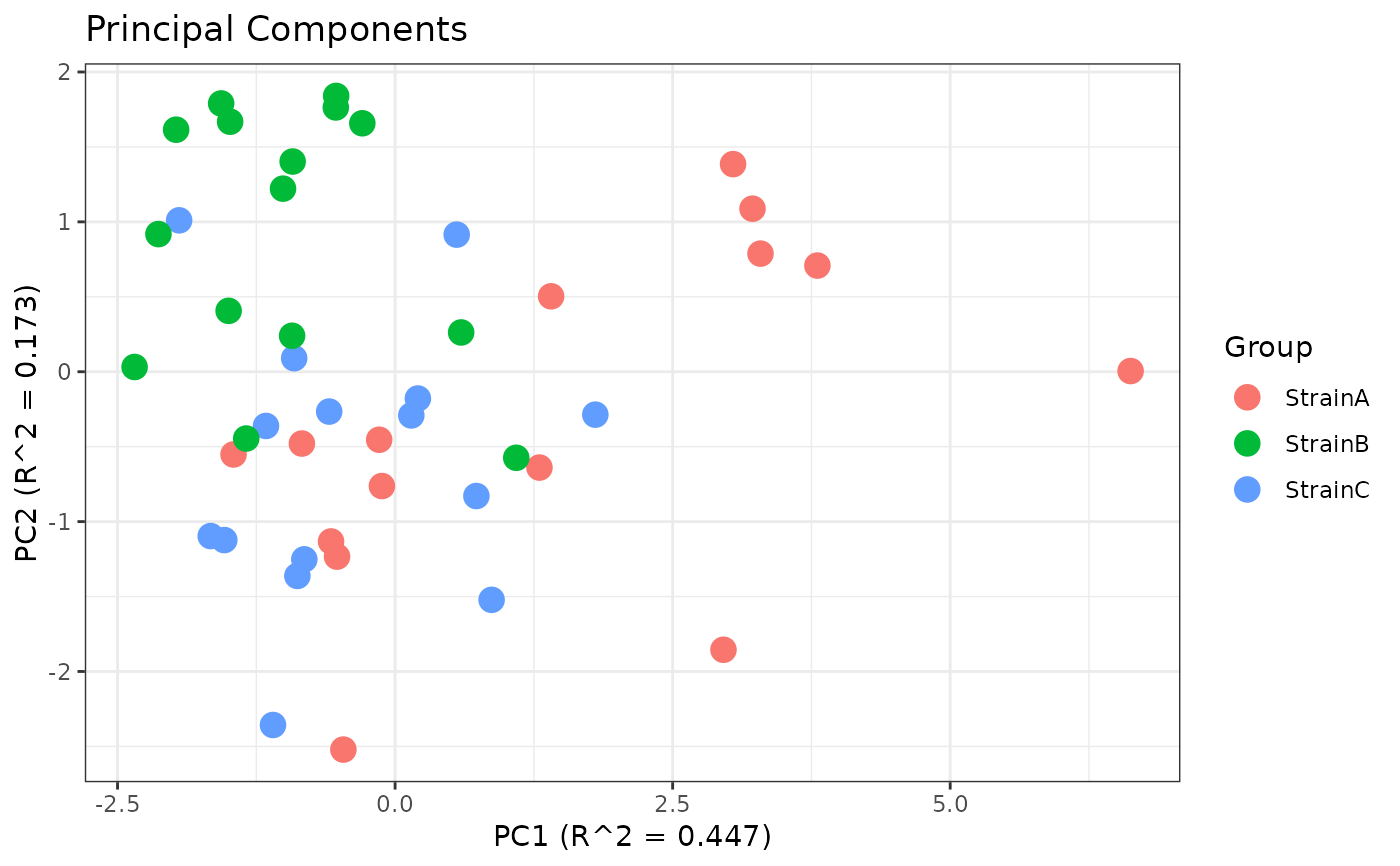 Principal Components
2
1
0
-1
-2
PC2 (R^2 = 0.173)
-2.5
0.0
2.5
5.0
PC1 (R^2 = 0.447)
Group
StrainA
StrainB
StrainC